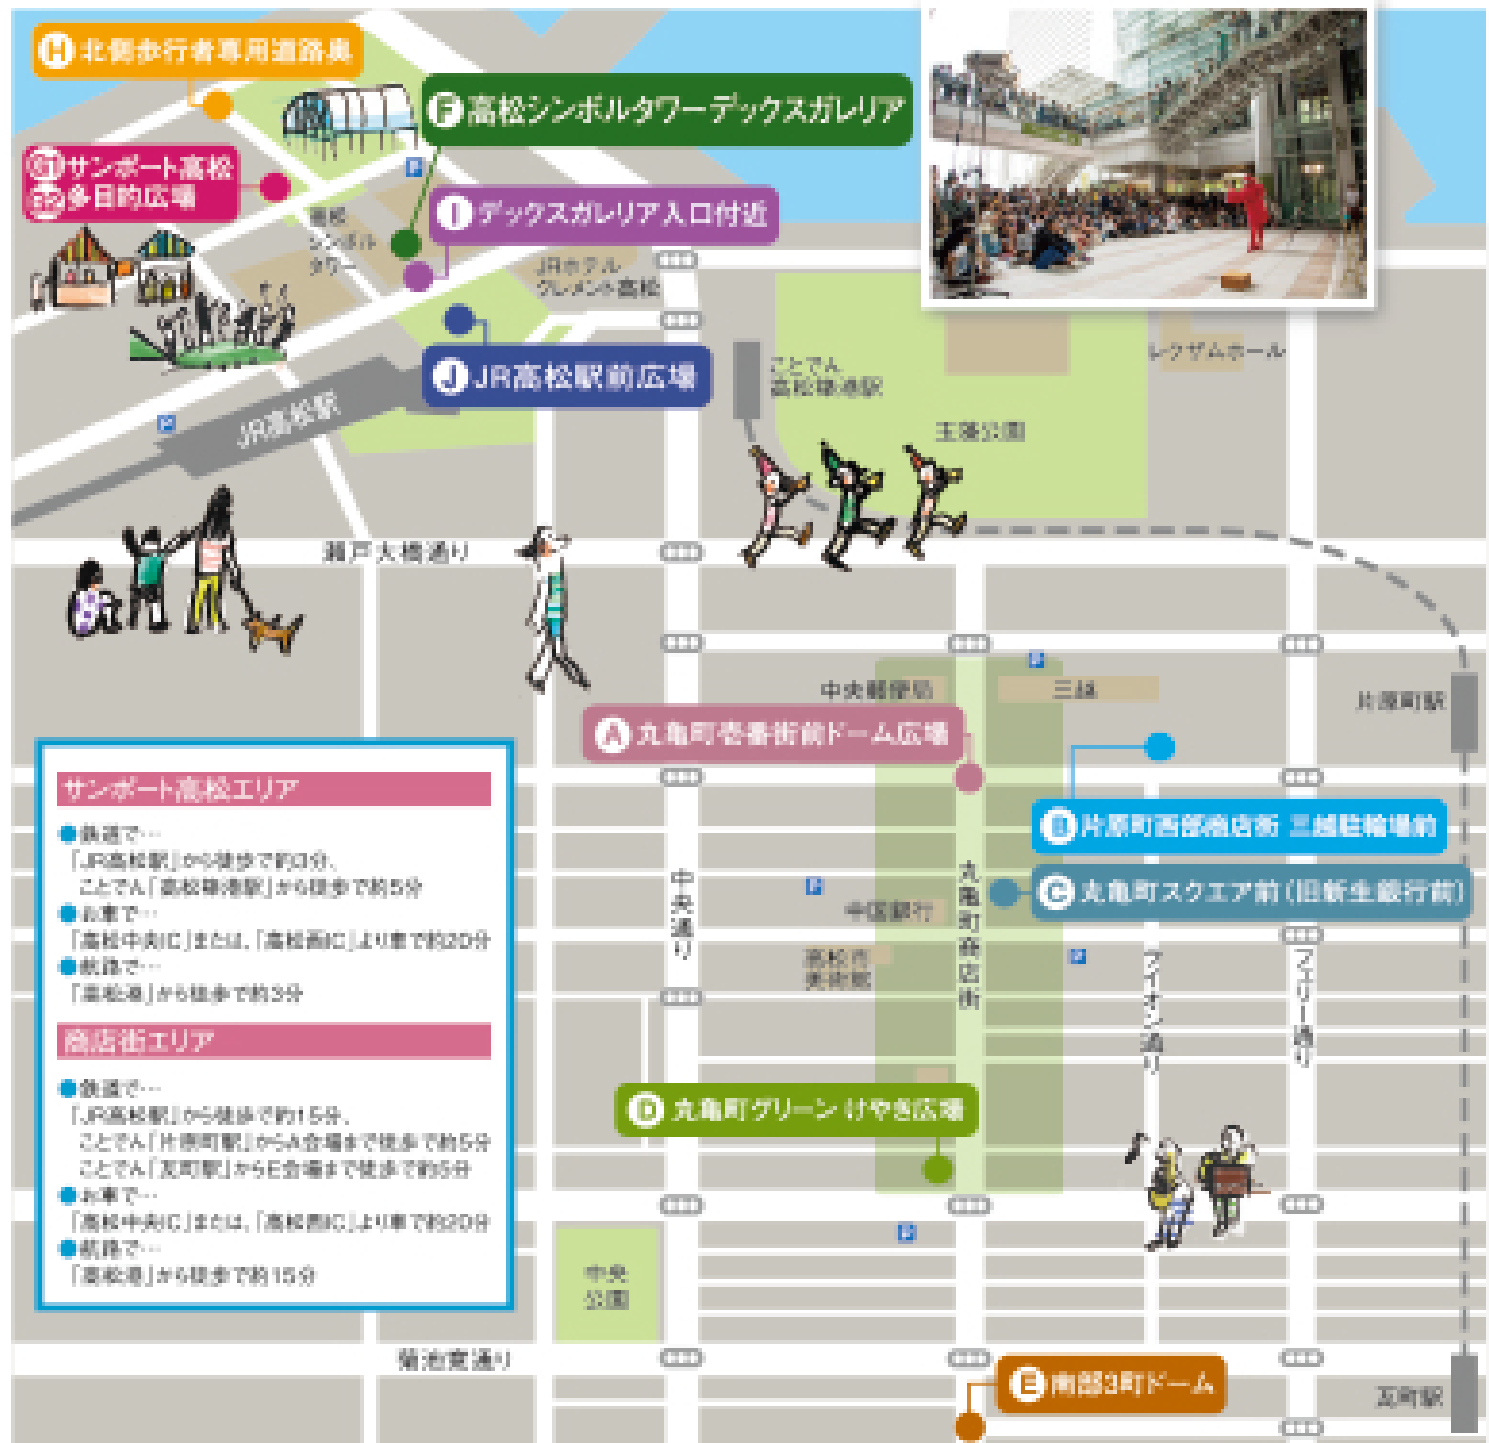 H 北側歩行者専用道路奥
F 高松シンボルタワーデックスガレリア
G1 サンポート高松
G2 多目的広場
I デックスガレリア入口付近
高松
シンボル
タワー
JRホテル
クレメント高松
J JR高松駅前広場
JR高松駅
ことでん
高松築港駅
レクザムホール
玉藻公園
瀬戸大橋通り
中央郵便局
三越
片原町駅
A 丸亀町壱番街前ドーム広場
B 片原町西部商店街 三越駐輪場前
C 丸亀町スクエア前(旧新生銀行前)
中央通り
丸亀町商店街
中国銀行
高松市
美術館
ライオン通り
フェリー通り
D 丸亀町グリーン けやき広場
中央
公園
菊池寛通り
E 南部3町ドーム
瓦町駅
サンポート高松エリア
●鉄道で…
「JR高松駅」から徒歩で約3分、
ことでん「高松築港駅」から徒歩で約5分
●お車で…
「高松中央IC」または、「高松西IC」より車で約20分
●航路で…
「高松港」から徒歩で約3分
商店街エリア
●鉄道で…
「JR高松駅」から徒歩で約15分、
ことでん「片原町駅」からA会場まで徒歩で約5分
ことでん「瓦町駅」からE会場まで徒歩で約5分
●お車で…
「高松中央IC」または、「高松西IC」より車で約20分
●航路で…
「高松港」から徒歩で約15分
P
P
P
P
P
P